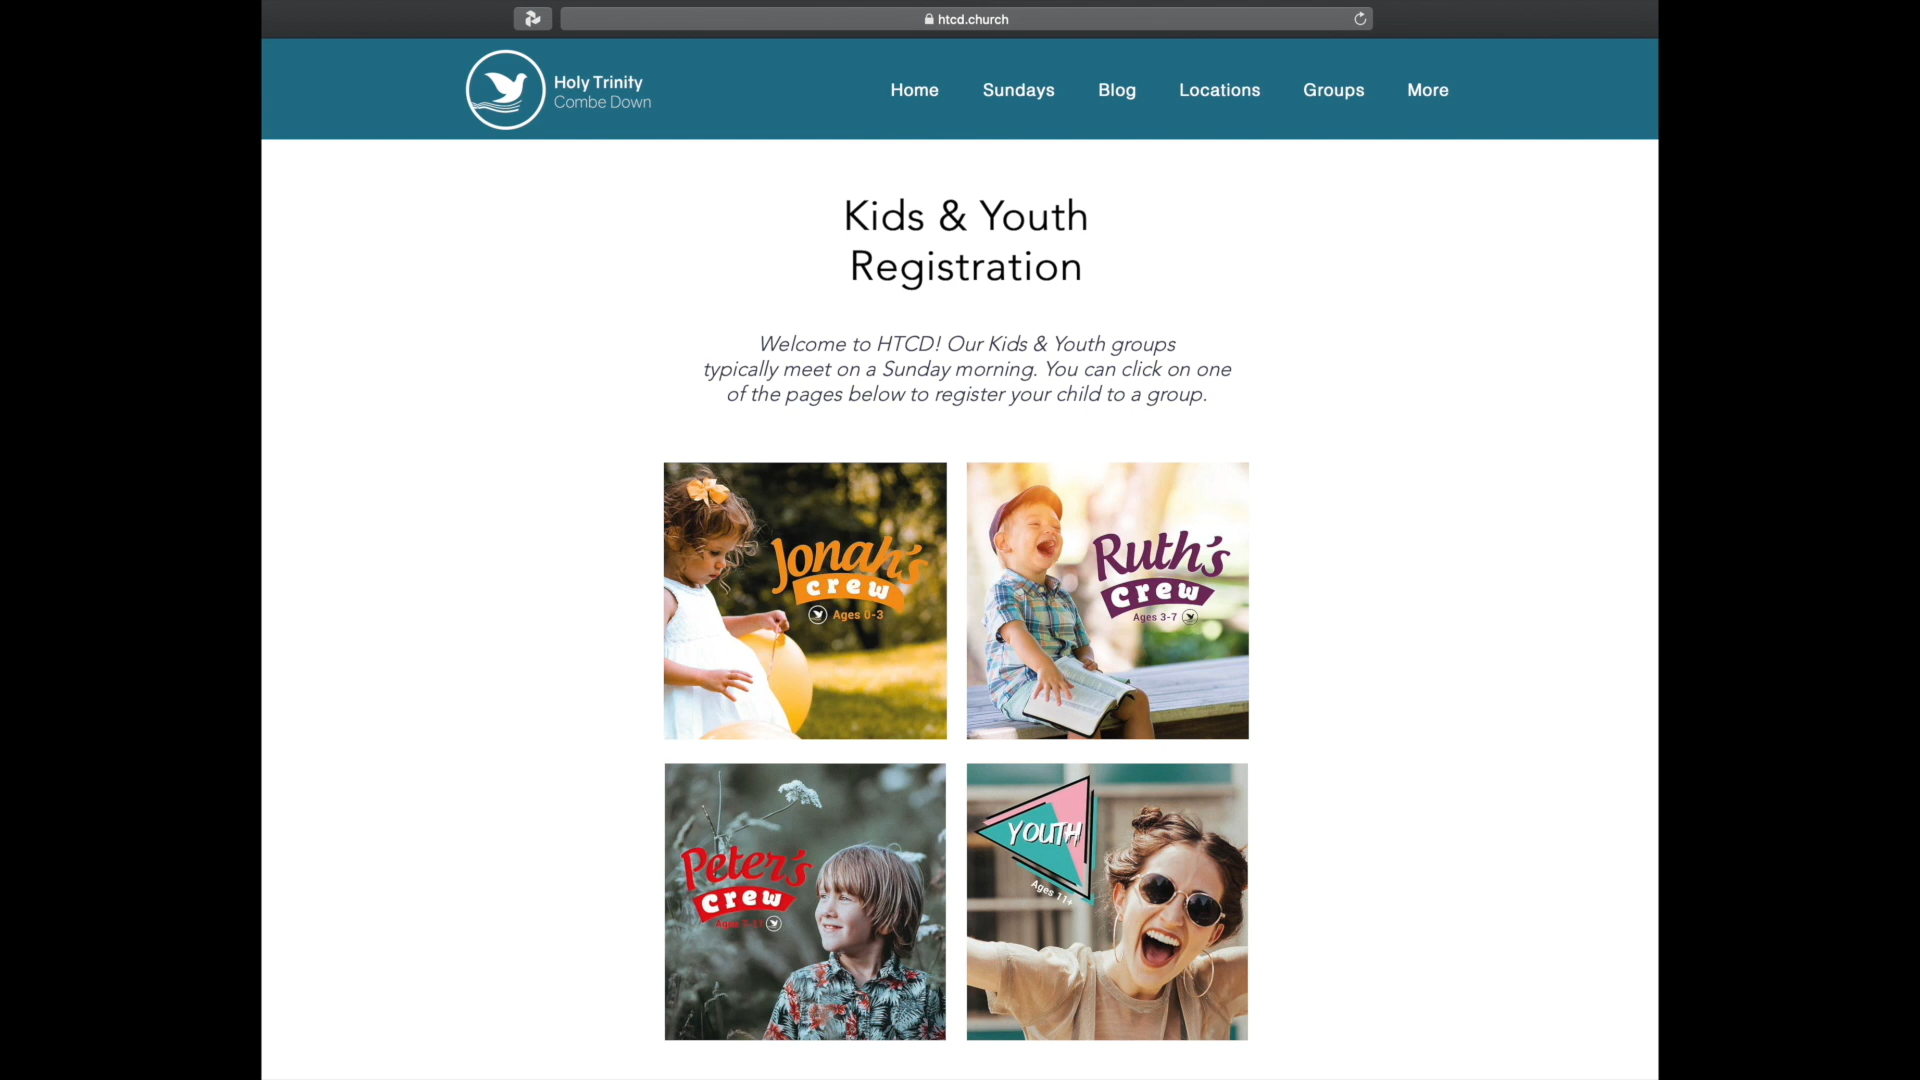 htcd.church
Holy Trinity
Combe Down
Home Sundays Blog Locations Groups More
Kids & Youth
Registration
Welcome to HTCD! Our Kids & Youth groups
typically meet on a Sunday morning. You can click on one
of the pages below to register your child to a group.
Jonah's
crew
Ages 0-3
Ruth's
crew
Ages 3-7
Peter's
crew
Ages 7-11
YOUTH
Ages 11+